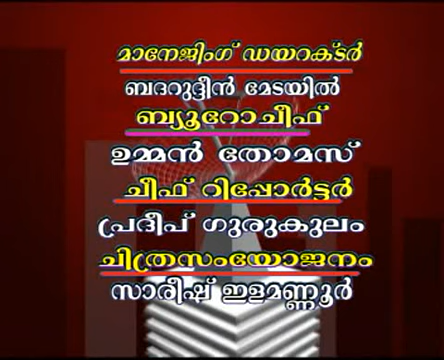 മാനേജിംഗ് ഡയറക്ടർ
ബദറുദ്ദീൻ മേടയിൽ
ബ്യൂറോചീഫ്
ഉമ്മൻ തോമസ്
ചീഫ് റിപ്പോർട്ടർ
പ്രദീപ് ഗുരുകുലം
ചിത്രസംയോജനം
സാരീഷ് ഇളമണ്ണൂർ